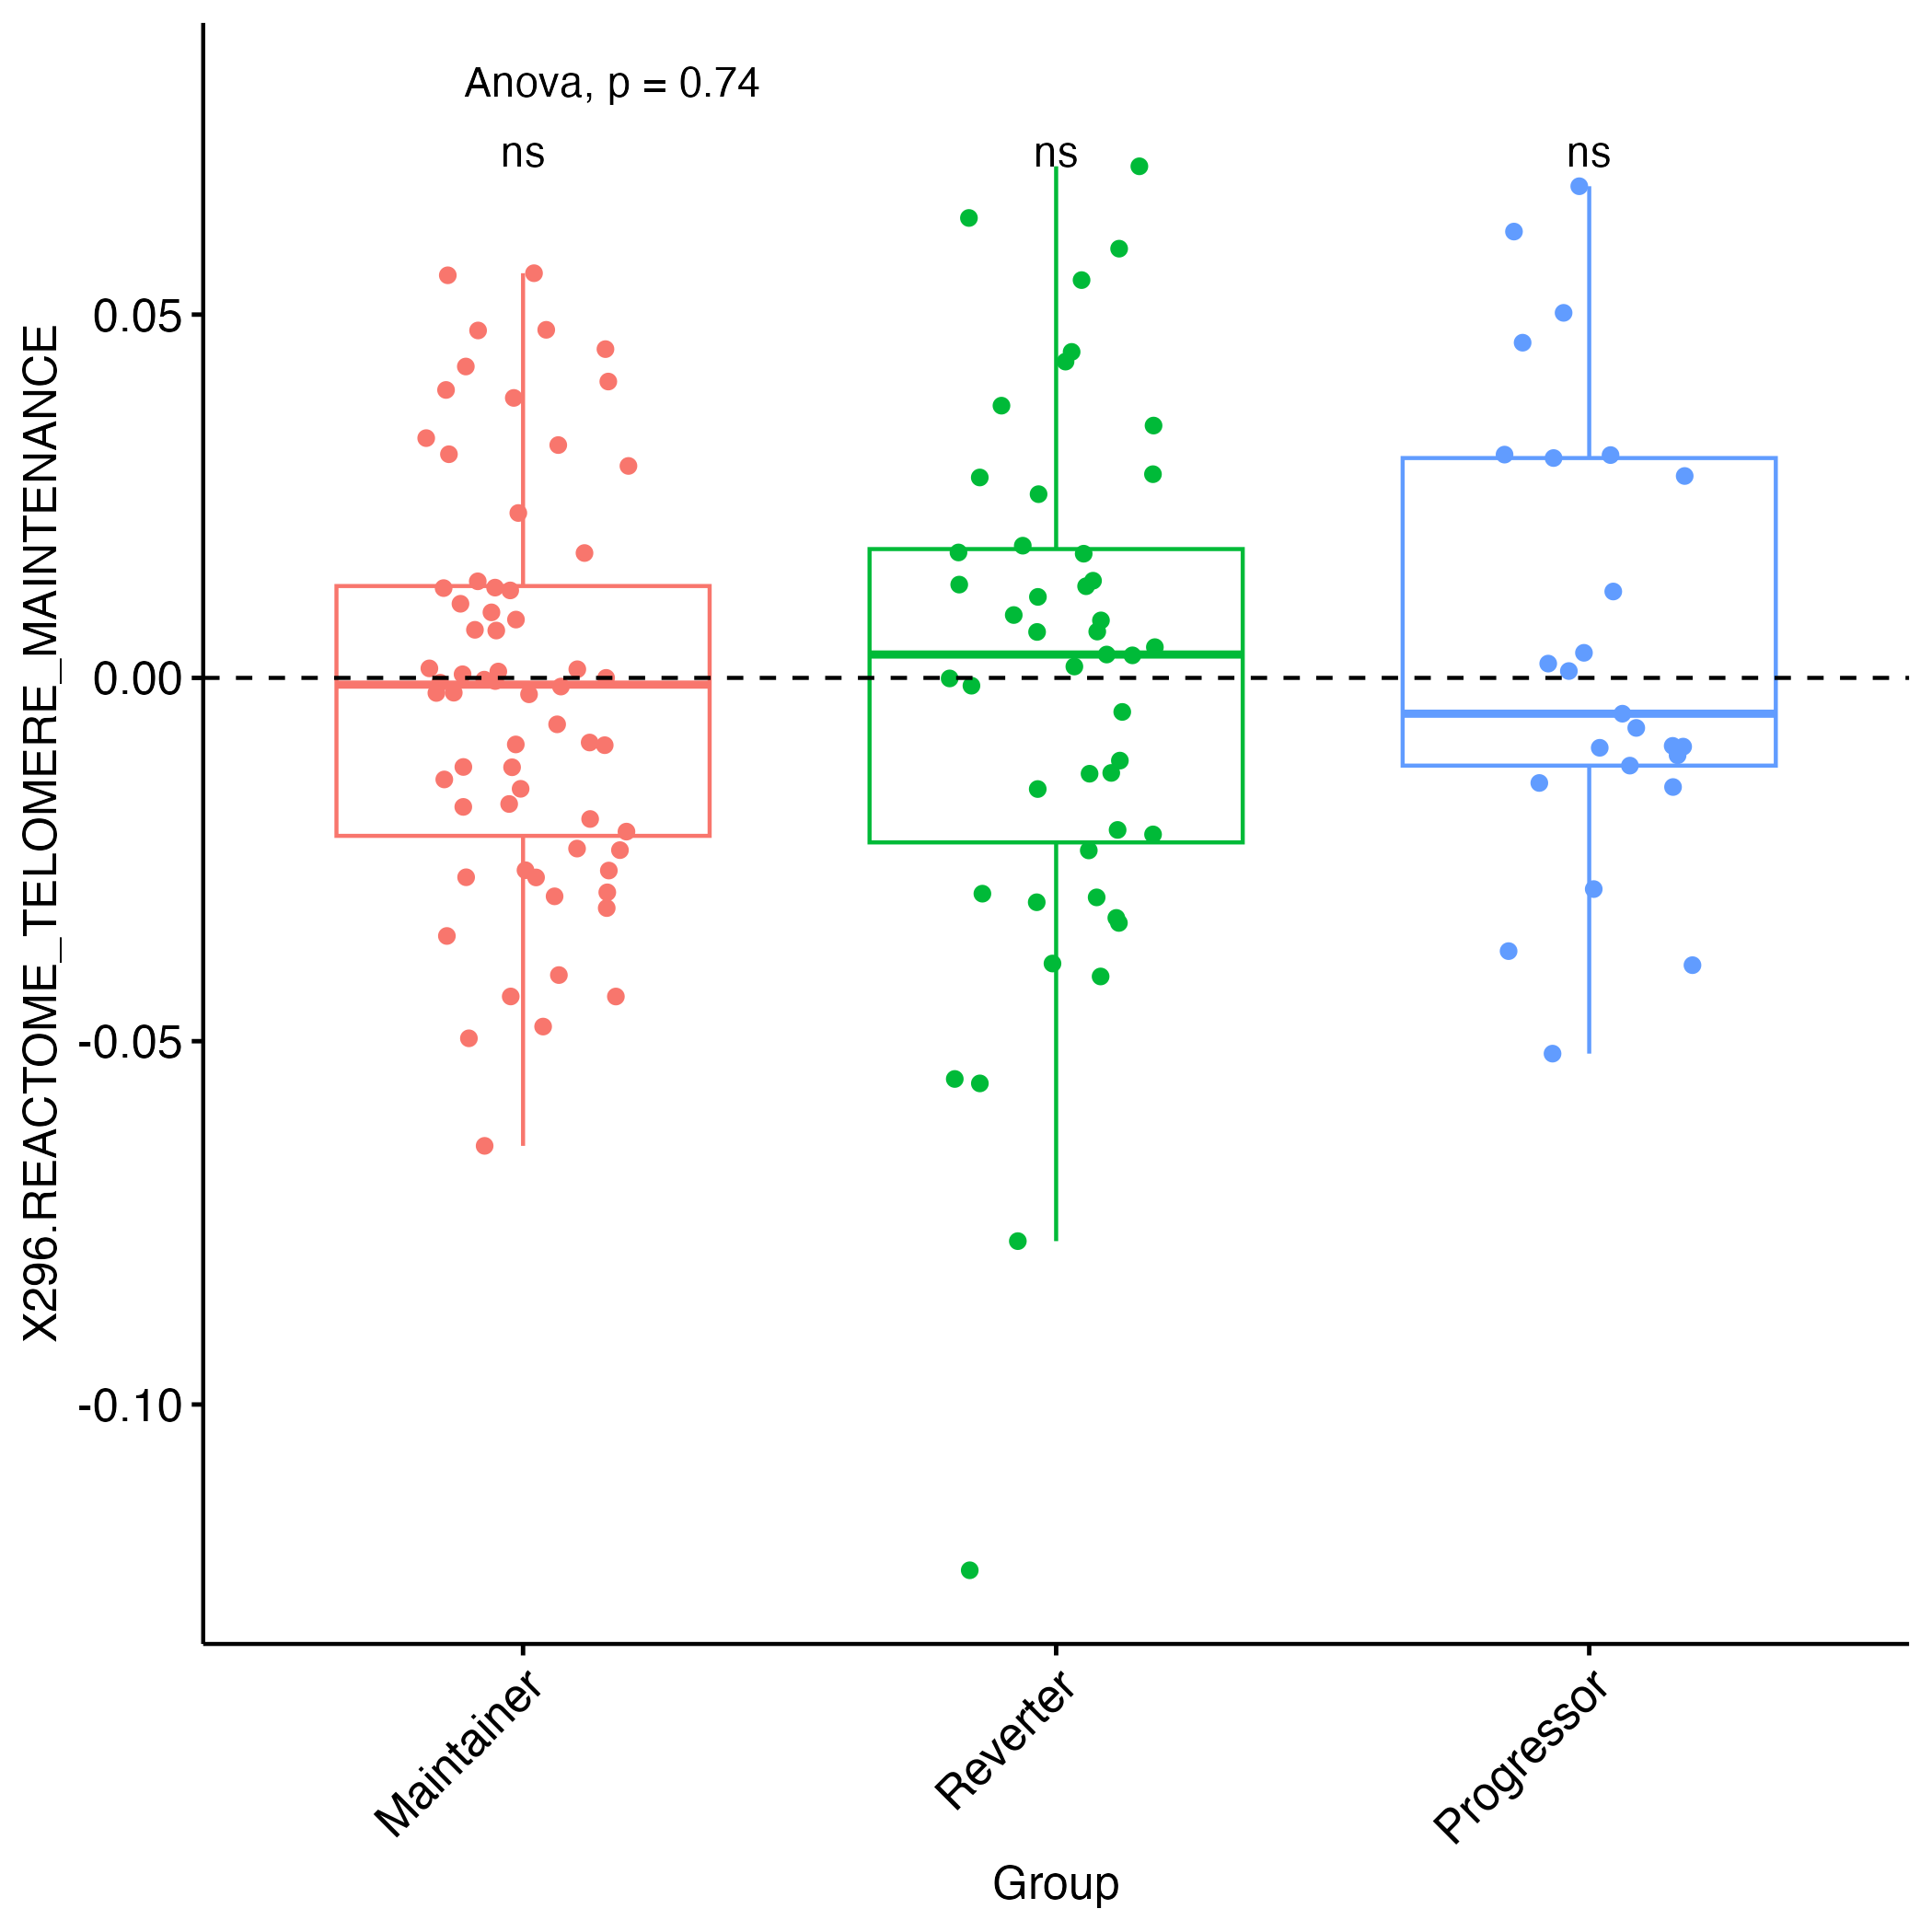 Anova, p = 0.74
ns
ns
ns
X296.REACTOME_TELOMERE_MAINTENANCE
0.05
0.00
-0.05
-0.10
Maintainer
Reverter
Progressor
Group